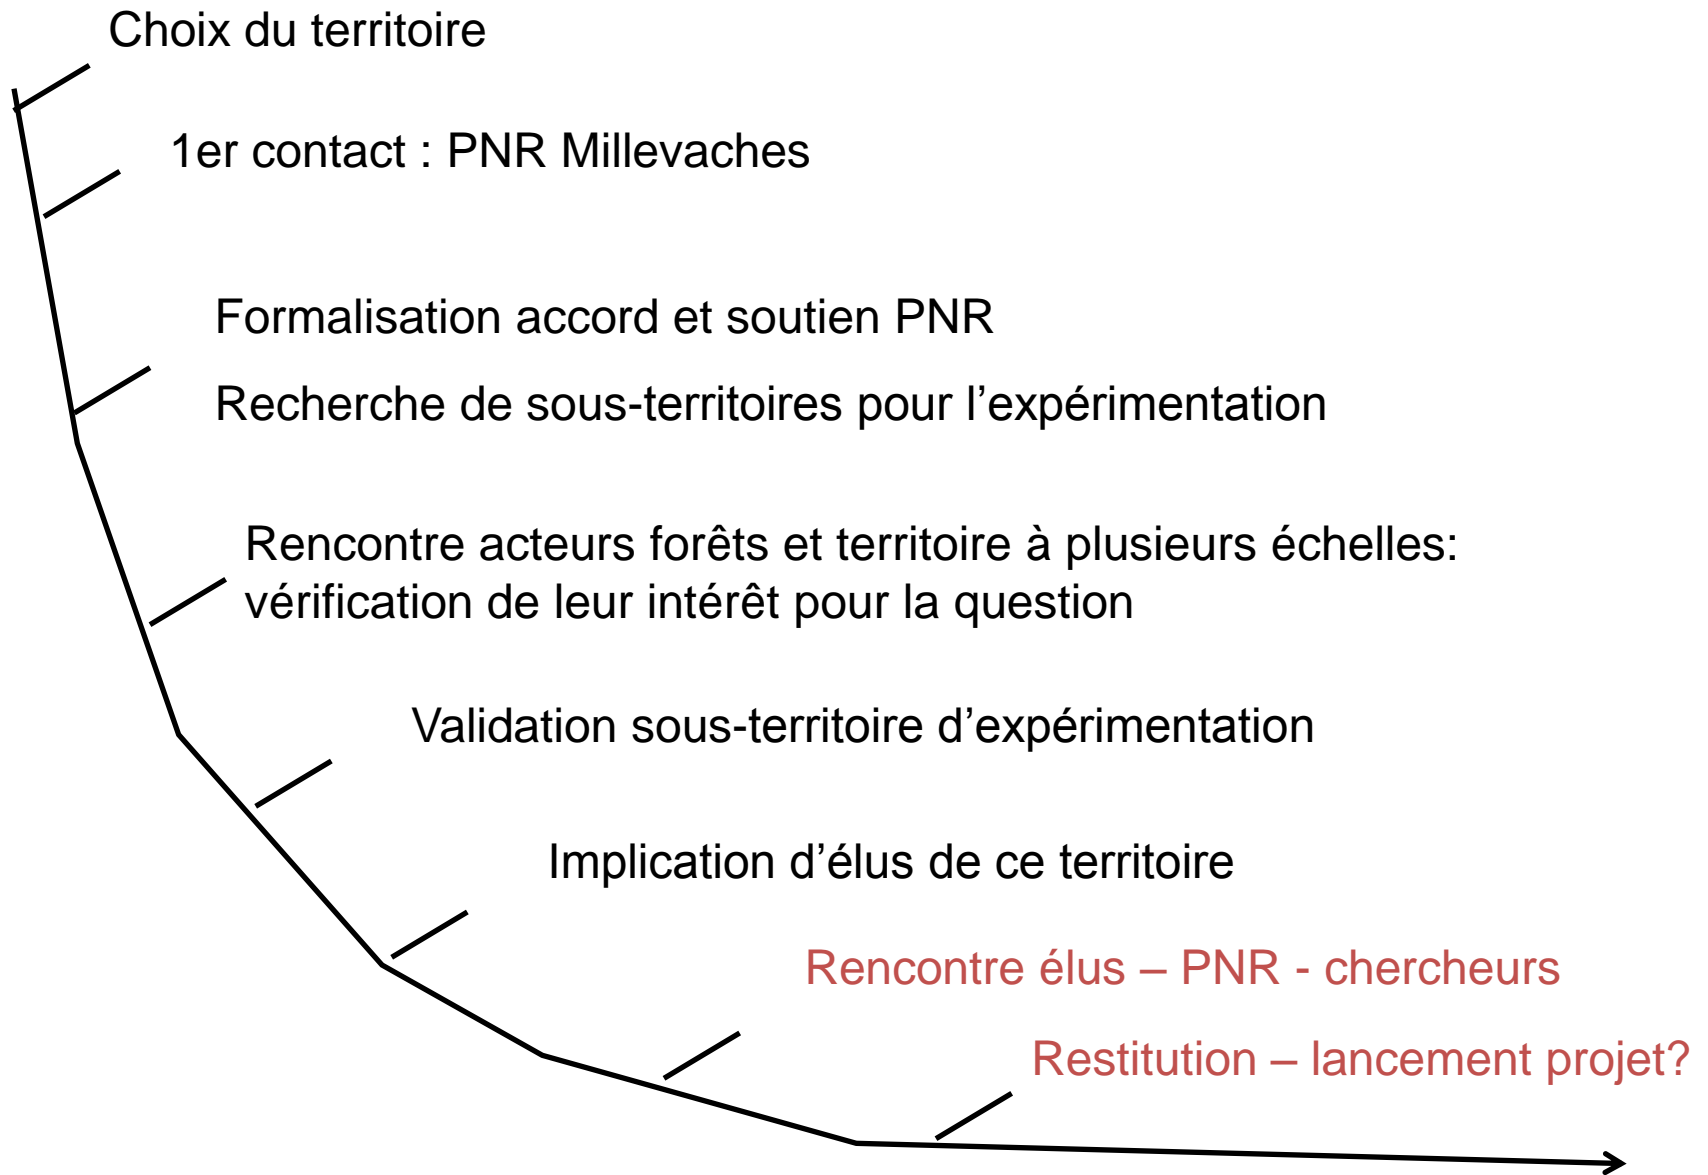 Choix du territoire
1er contact : PNR Millevaches
Formalisation accord et soutien PNR
Recherche de sous-territoires pour l’expérimentation
Rencontre acteurs forêts et territoire à plusieurs échelles:
vérification de leur intérêt pour la question
Validation sous-territoire d’expérimentation
Implication d’élus de ce territoire
Rencontre élus – PNR - chercheurs
Restitution – lancement projet?